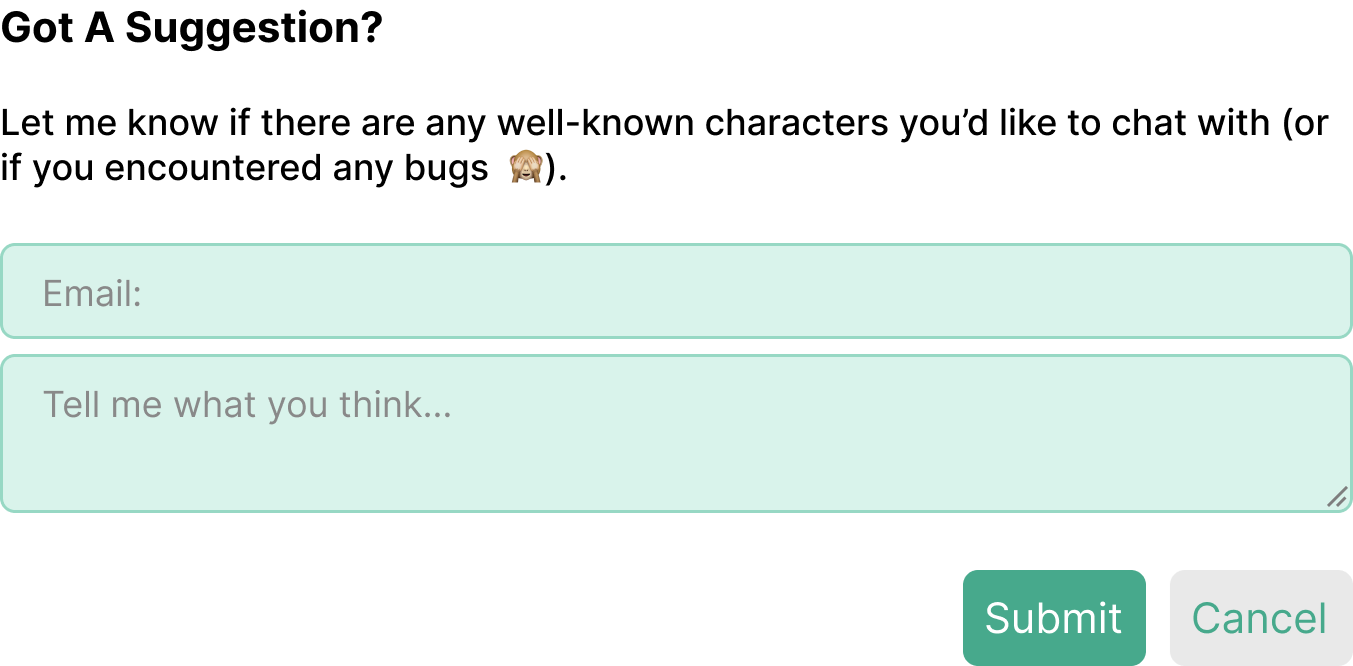 Got A Suggestion?
Let me know if there are any well-known characters you’d like to chat with (or
if you encountered any bugs 🙈).
Email:
Tell me what you think...
Submit
Cancel